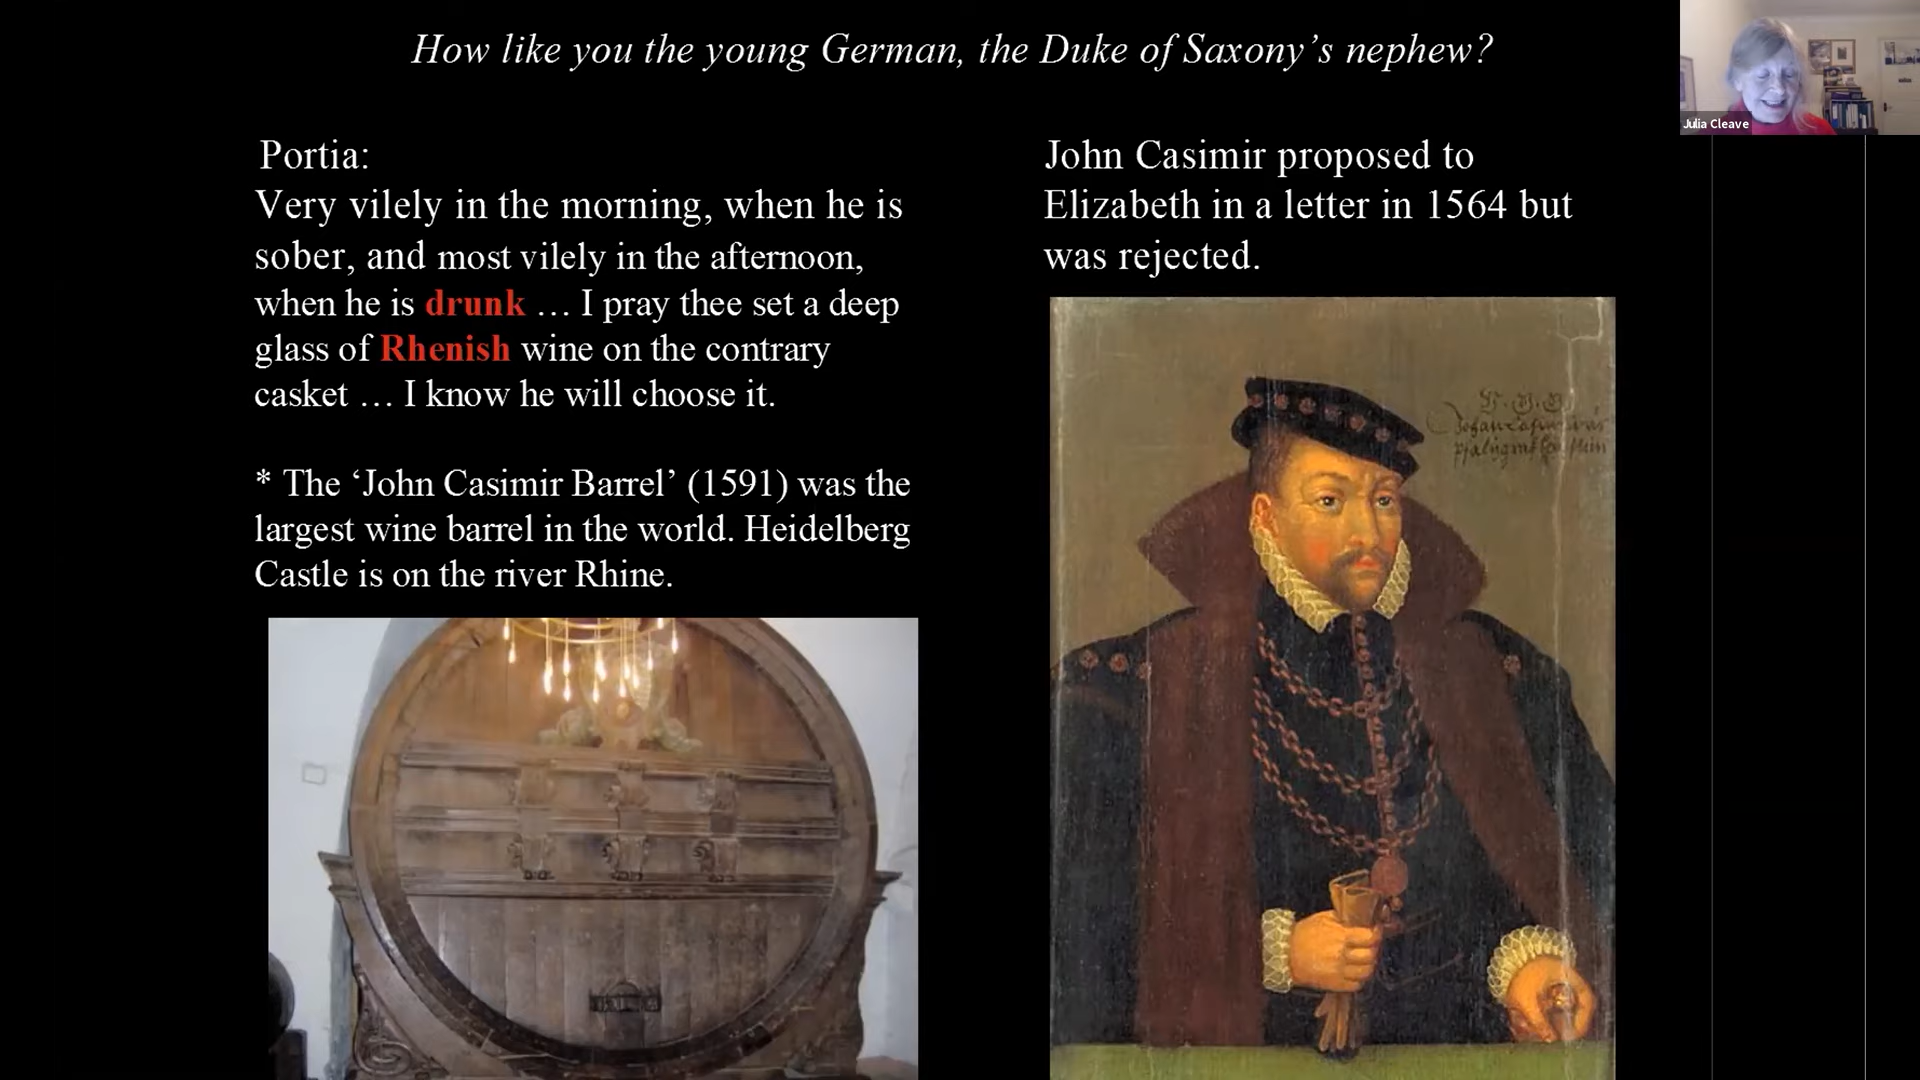 How like you the young German, the Duke of Saxony’s nephew?
Julia Cleave
Portia:
Very vilely in the morning, when he is
sober, and most vilely in the afternoon,
when he is drunk … I pray thee set a deep
glass of Rhenish wine on the contrary
casket … I know he will choose it.
* The ‘John Casimir Barrel’ (1591) was the
largest wine barrel in the world. Heidelberg
Castle is on the river Rhine.
John Casimir proposed to
Elizabeth in a letter in 1564 but
was rejected.